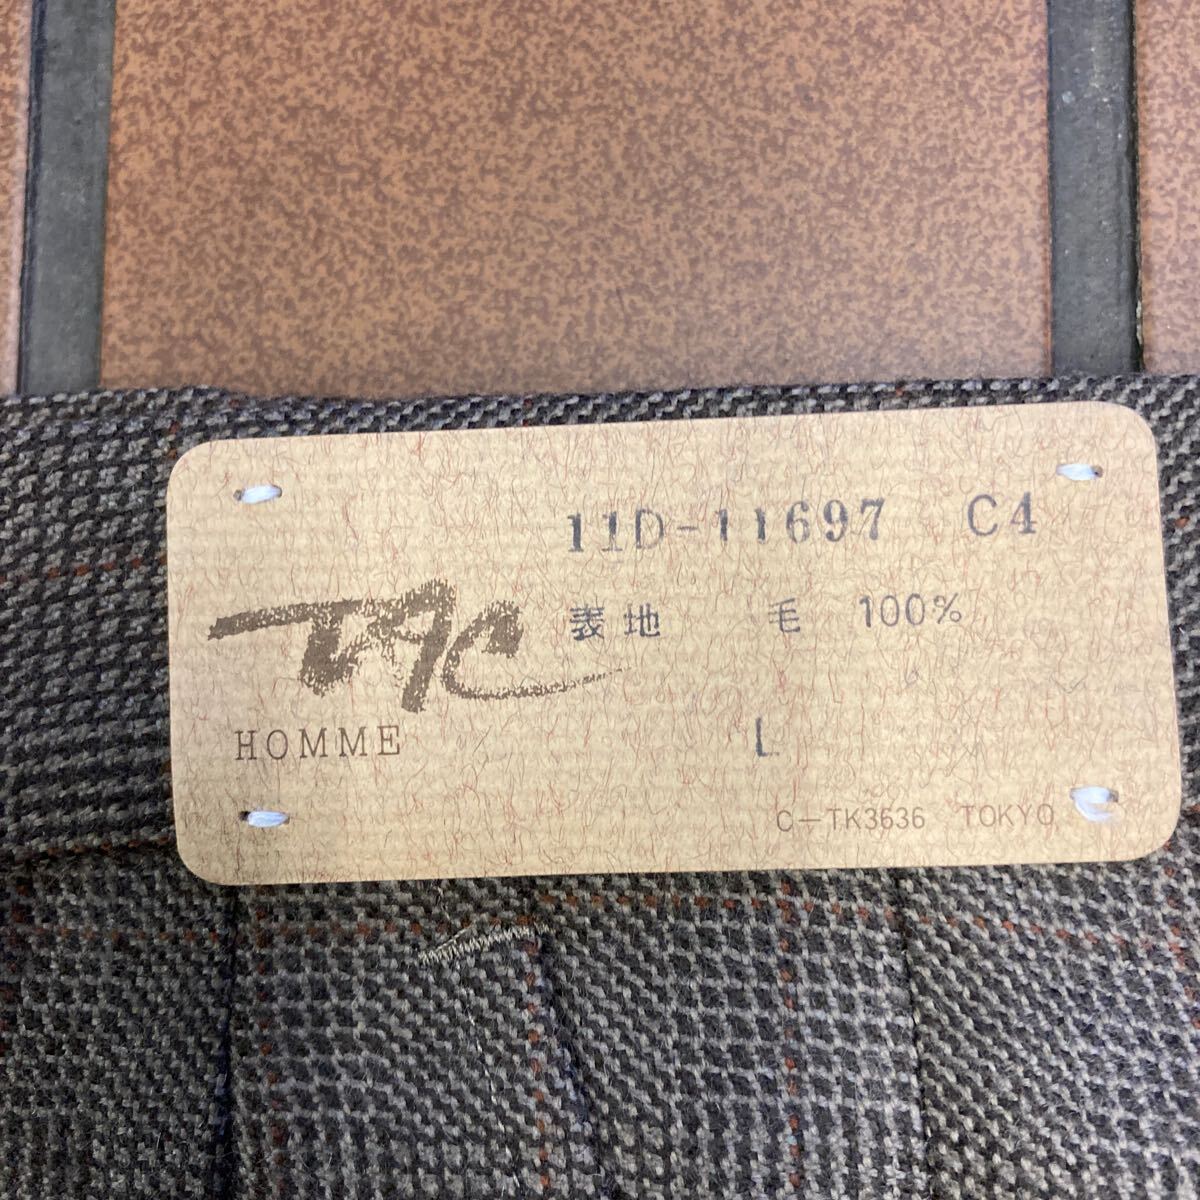 11D-11697 C4
TAC
表地 毛 100%
HOMME
L
C-TK3636 TOKYO